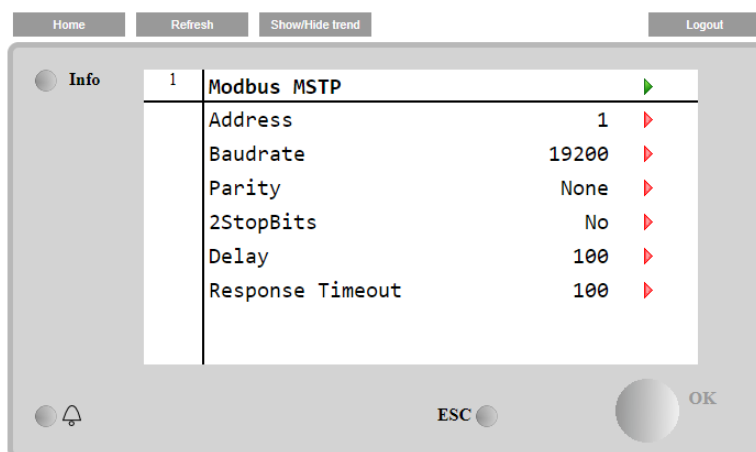 Home Refresh Show/Hide trend Logout
Info 1 Modbus MSTP
Address 1
Baudrate 19200
Parity None
2StopBits No
Delay 100
Response Timeout 100
ESC OK